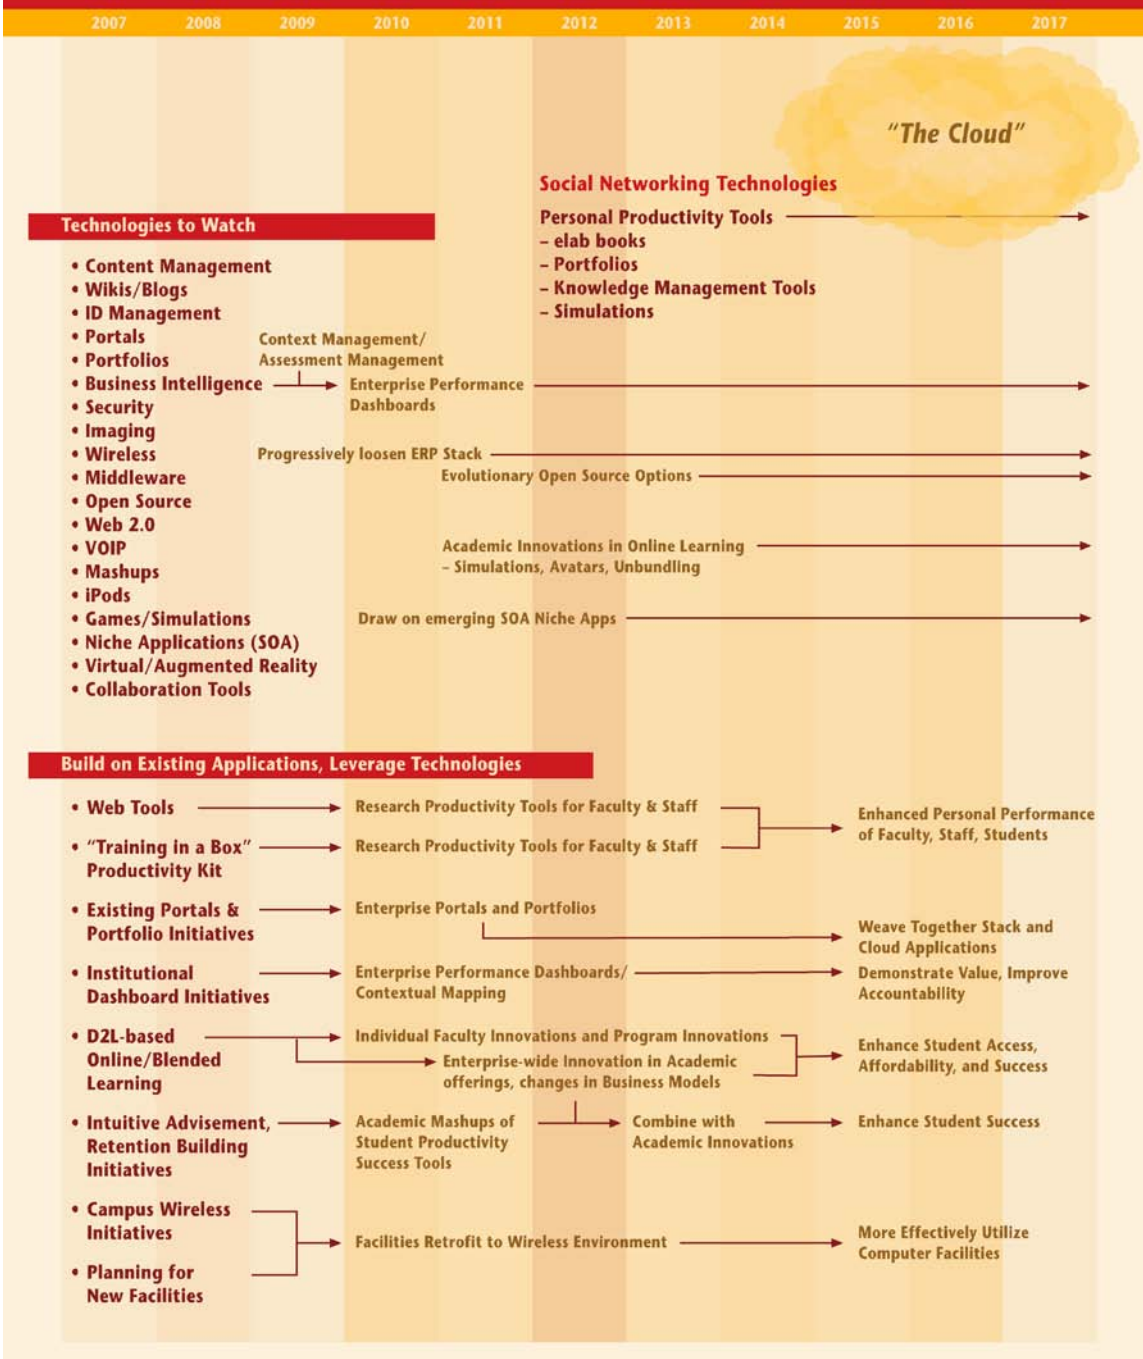 2007 2008 2009 2010 2011 2012 2013 2014 2015 2016 2017
"The Cloud"
Social Networking Technologies
Personal Productivity Tools
– elab books
– Portfolios
– Knowledge Management Tools
– Simulations
Technologies to Watch
• Content Management
• Wikis/Blogs
• ID Management
• Portals
• Portfolios
• Business Intelligence
• Security
• Imaging
• Wireless
• Middleware
• Open Source
• Web 2.0
• VOIP
• Mashups
• iPods
• Games/Simulations
• Niche Applications (SOA)
• Virtual/Augmented Reality
• Collaboration Tools
Context Management/
Assessment Management
Enterprise Performance
Dashboards
Progressively loosen ERP Stack
Evolutionary Open Source Options
Academic Innovations in Online Learning
– Simulations, Avatars, Unbundling
Draw on emerging SOA Niche Apps
Build on Existing Applications, Leverage Technologies
• Web Tools
Research Productivity Tools for Faculty & Staff
• "Training in a Box"
Productivity Kit
Research Productivity Tools for Faculty & Staff
Enhanced Personal Performance
of Faculty, Staff, Students
• Existing Portals &
Portfolio Initiatives
Enterprise Portals and Portfolios
Weave Together Stack and
Cloud Applications
• Institutional
Dashboard Initiatives
Enterprise Performance Dashboards/
Contextual Mapping
Demonstrate Value, Improve
Accountability
• D2L-based
Online/Blended
Learning
Individual Faculty Innovations and Program Innovations
Enterprise-wide Innovation in Academic
offerings, changes in Business Models
Enhance Student Access,
Affordability, and Success
• Intuitive Advisement,
Retention Building
Initiatives
Academic Mashups of
Student Productivity
Success Tools
Combine with
Academic Innovations
Enhance Student Success
• Campus Wireless
Initiatives
• Planning for
New Facilities
Facilities Retrofit to Wireless Environment
More Effectively Utilize
Computer Facilities